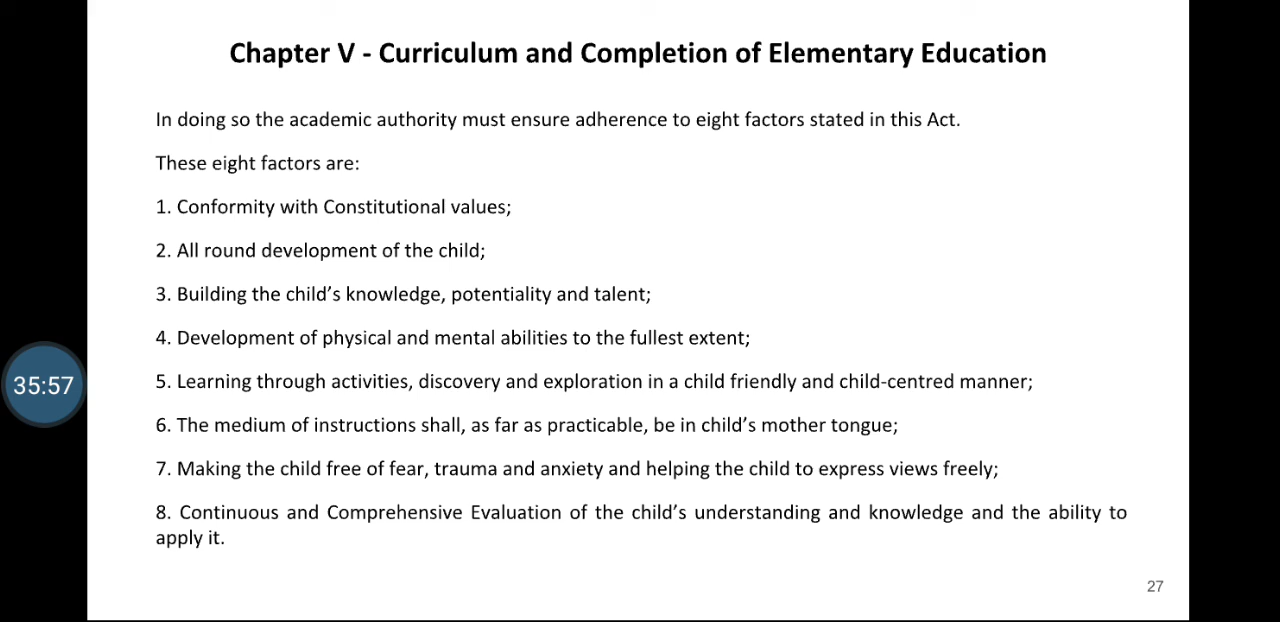 Chapter V - Curriculum and Completion of Elementary Education
In doing so the academic authority must ensure adherence to eight factors stated in this Act.
These eight factors are:
1. Conformity with Constitutional values;
2. All round development of the child;
3. Building the child’s knowledge, potentiality and talent;
4. Development of physical and mental abilities to the fullest extent;
5. Learning through activities, discovery and exploration in a child friendly and child-centred manner;
35:57
6. The medium of instructions shall, as far as practicable, be in child’s mother tongue;
7. Making the child free of fear, trauma and anxiety and helping the child to express views freely;
8. Continuous and Comprehensive Evaluation of the child’s understanding and knowledge and the ability to
apply it.
27